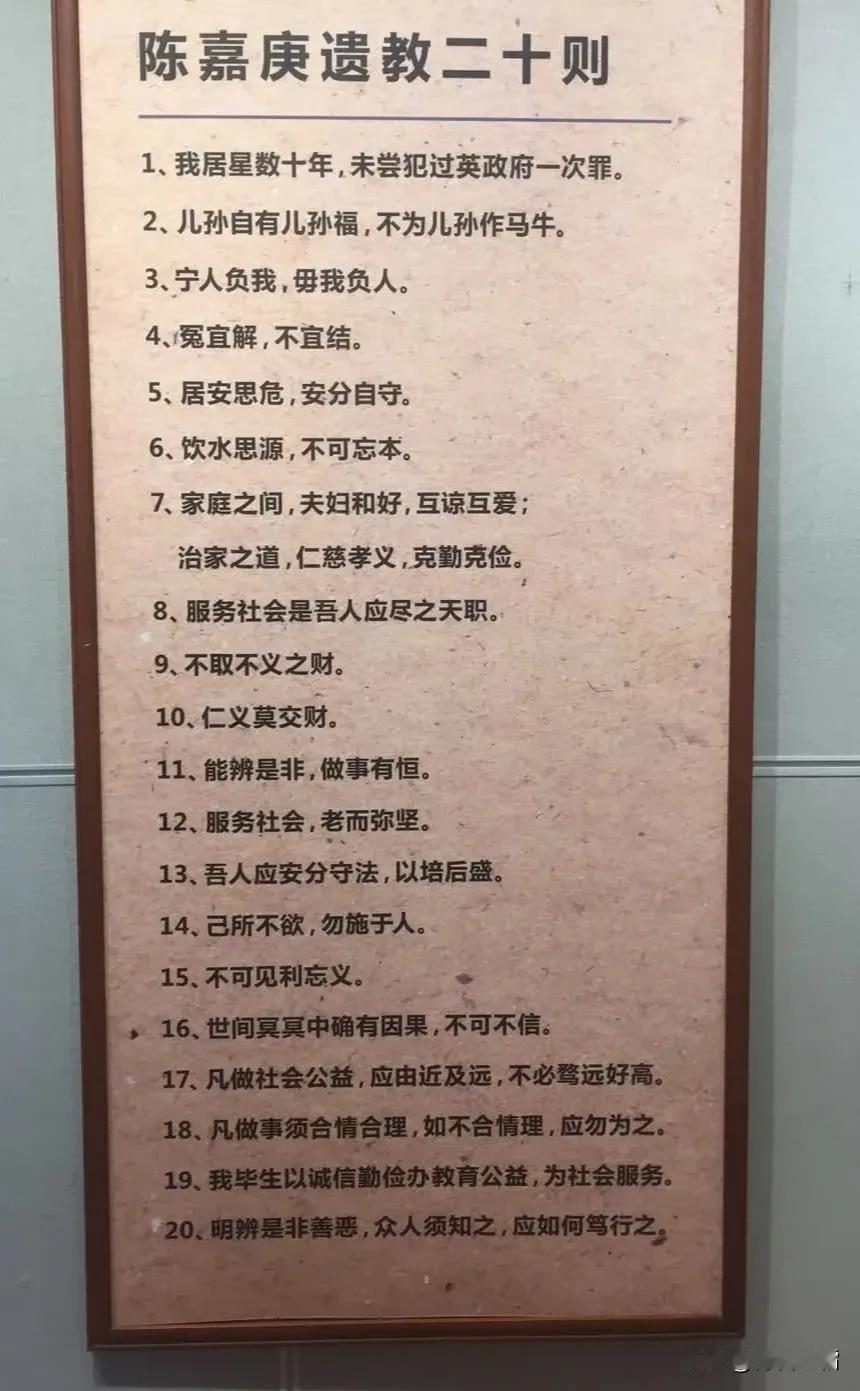 陈嘉庚遗教二十则
1、我居星数十年，未尝犯过英政府一次罪。
2、儿孙自有儿孙福，不为儿孙作马牛。
3、宁人负我，毋我负人。
4、冤宜解，不宜结。
5、居安思危，安分自守。
6、饮水思源，不可忘本。
7、家庭之间，夫妇和好，互谅互爱；
治家之道，仁慈孝义，克勤克俭。
8、服务社会是吾人应尽之天职。
9、不取不义之财。
10、仁义莫交财。
11、能辨是非，做事有恒。
12、服务社会，老而弥坚。
13、吾人应安分守法，以培后盛。
14、己所不欲，勿施于人。
15、不可见利忘义。
16、世间冥冥中确有因果，不可不信。
17、凡做社会公益，应由近及远，不必骛远好高。
18、凡做事须合情合理，如不合情理，应勿为之。
19、我毕生以诚信勤俭办教育公益，为社会服务。
20、明辨是非善恶，众人须知之，应如何笃行之。